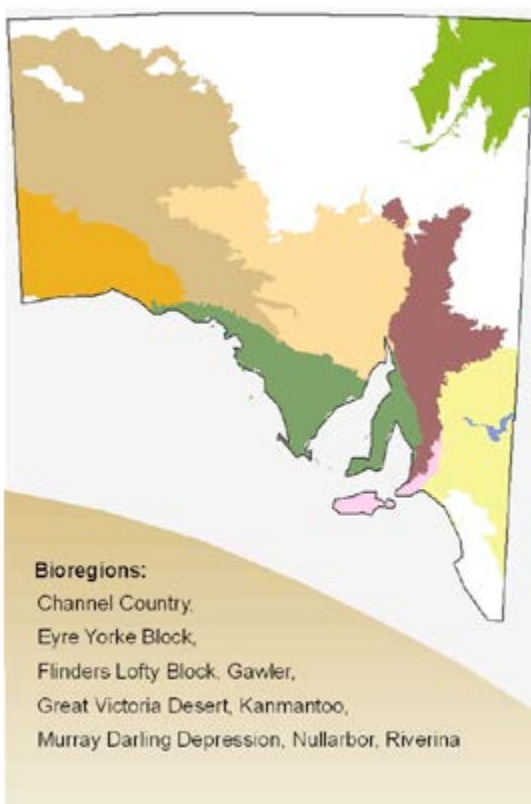 Bioregions:
Channel Country,
Eyre Yorke Block,
Flinders Lofty Block, Gawler,
Great Victoria Desert, Kanmantoo,
Murray Darling Depression, Nullarbor, Riverina